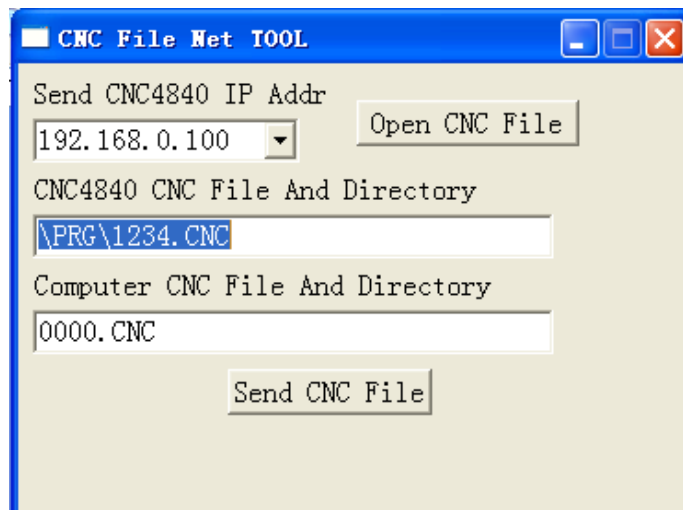 CNC File Net TOOL
Send CNC4840 IP Addr
Open CNC File
192.168.0.100
CNC4840 CNC File And Directory
\PRG\1234.CNC
Computer CNC File And Directory
0000.CNC
Send CNC File